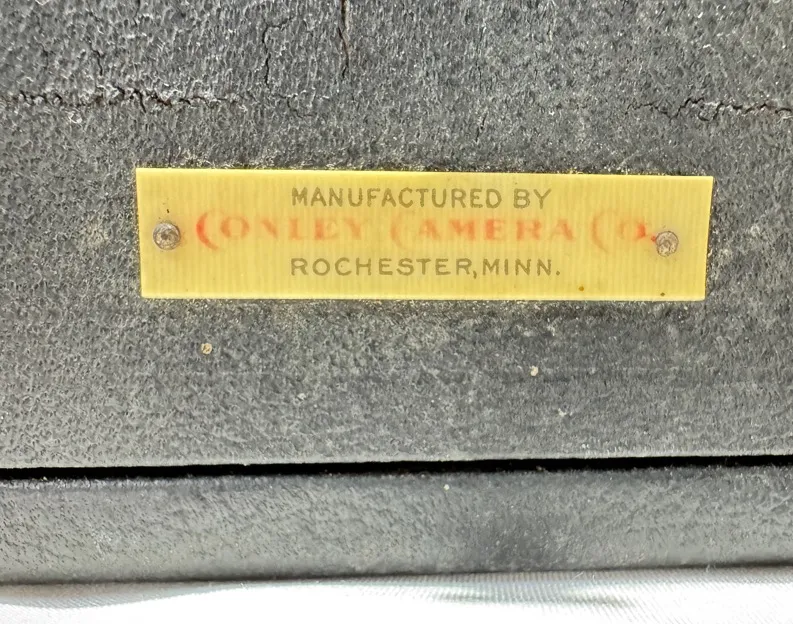 MANUFACTURED BY
CONLEY CAMERA CO.
ROCHESTER, MINN.